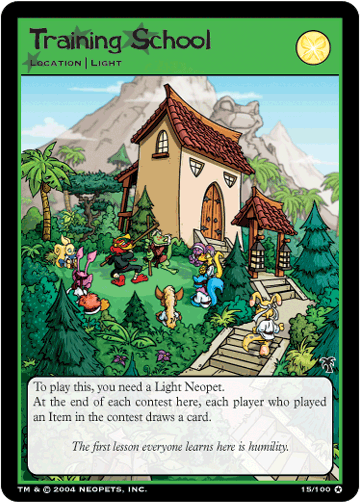 Training School
Location | Light
To play this, you need a Light Neopet.
At the end of each contest here, each player who played
an Item in the contest draws a card.
The first lesson everyone learns here is humility.
TM & © 2004 NEOPETS, INC.
15/100